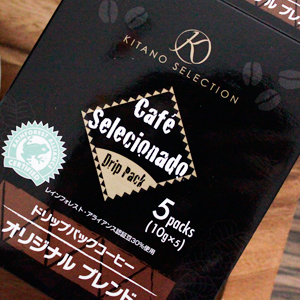 KITANO SELECTION
Café
Selecionado
Drip Pack
5 packs
(10g×5)
レインフォレスト・アライアンス認証豆30%使用
ドリップバッグコーヒー
オリジナル ブレンド